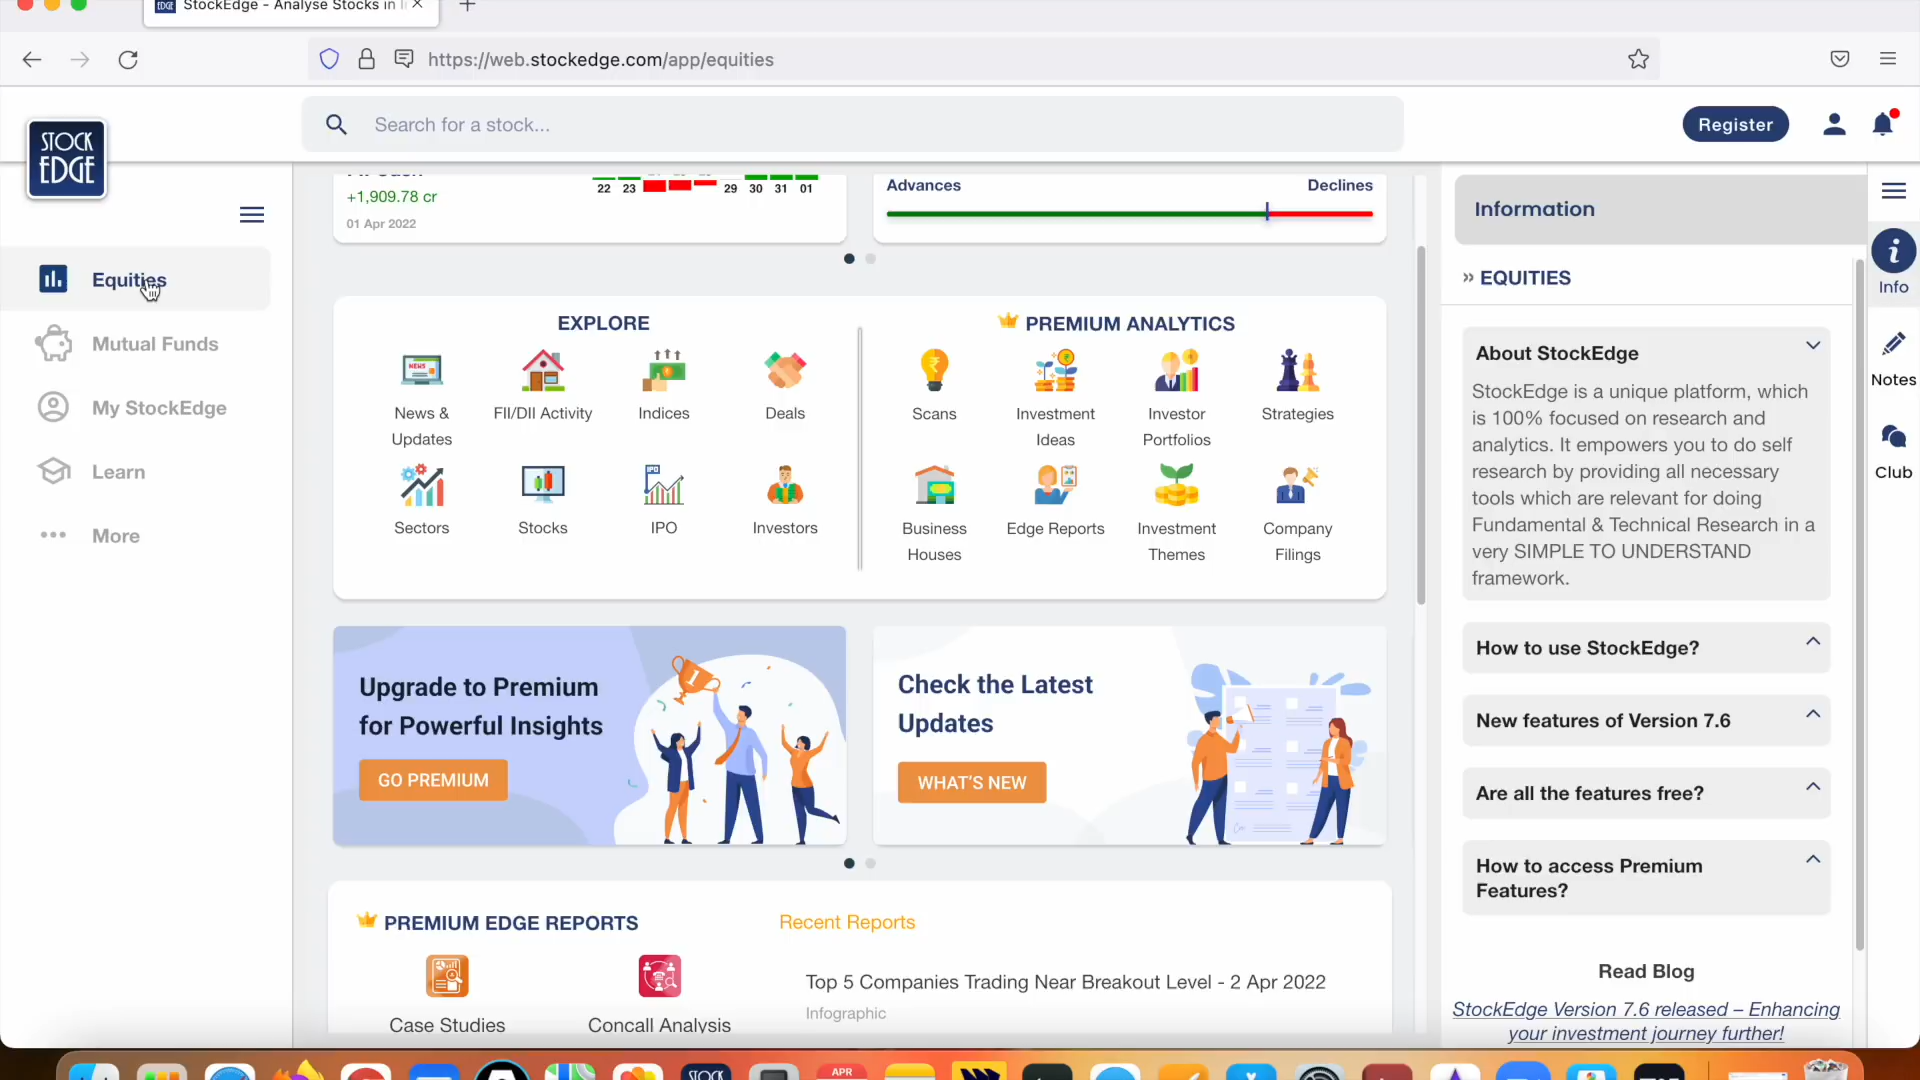 StockEdge - Analyse Stocks in
https://web.stockedge.com/app/equities
STOCK
EDGE
Search for a stock...
Register
Equities
Mutual Funds
My StockEdge
Learn
More
+1,909.78 cr
01 Apr 2022
22 23 29 30 31 01
Advances
Declines
EXPLORE
News &
Updates
FII/DII Activity
Indices
Deals
Sectors
Stocks
IPO
Investors
PREMIUM ANALYTICS
Scans
Investment
Ideas
Investor
Portfolios
Strategies
Business
Houses
Edge Reports
Investment
Themes
Company
Filings
Upgrade to Premium
for Powerful Insights
GO PREMIUM
Check the Latest
Updates
WHAT'S NEW
PREMIUM EDGE REPORTS
Case Studies
Concall Analysis
Recent Reports
Top 5 Companies Trading Near Breakout Level - 2 Apr 2022
Infographic
Information
» EQUITIES
About StockEdge
StockEdge is a unique platform, which
is 100% focused on research and
analytics. It empowers you to do self
research by providing all necessary
tools which are relevant for doing
Fundamental & Technical Research in a
very SIMPLE TO UNDERSTAND
framework.
How to use StockEdge?
New features of Version 7.6
Are all the features free?
How to access Premium
Features?
Read Blog
StockEdge Version 7.6 released – Enhancing
your investment journey further!
Info
Notes
Club
STOCK
APR